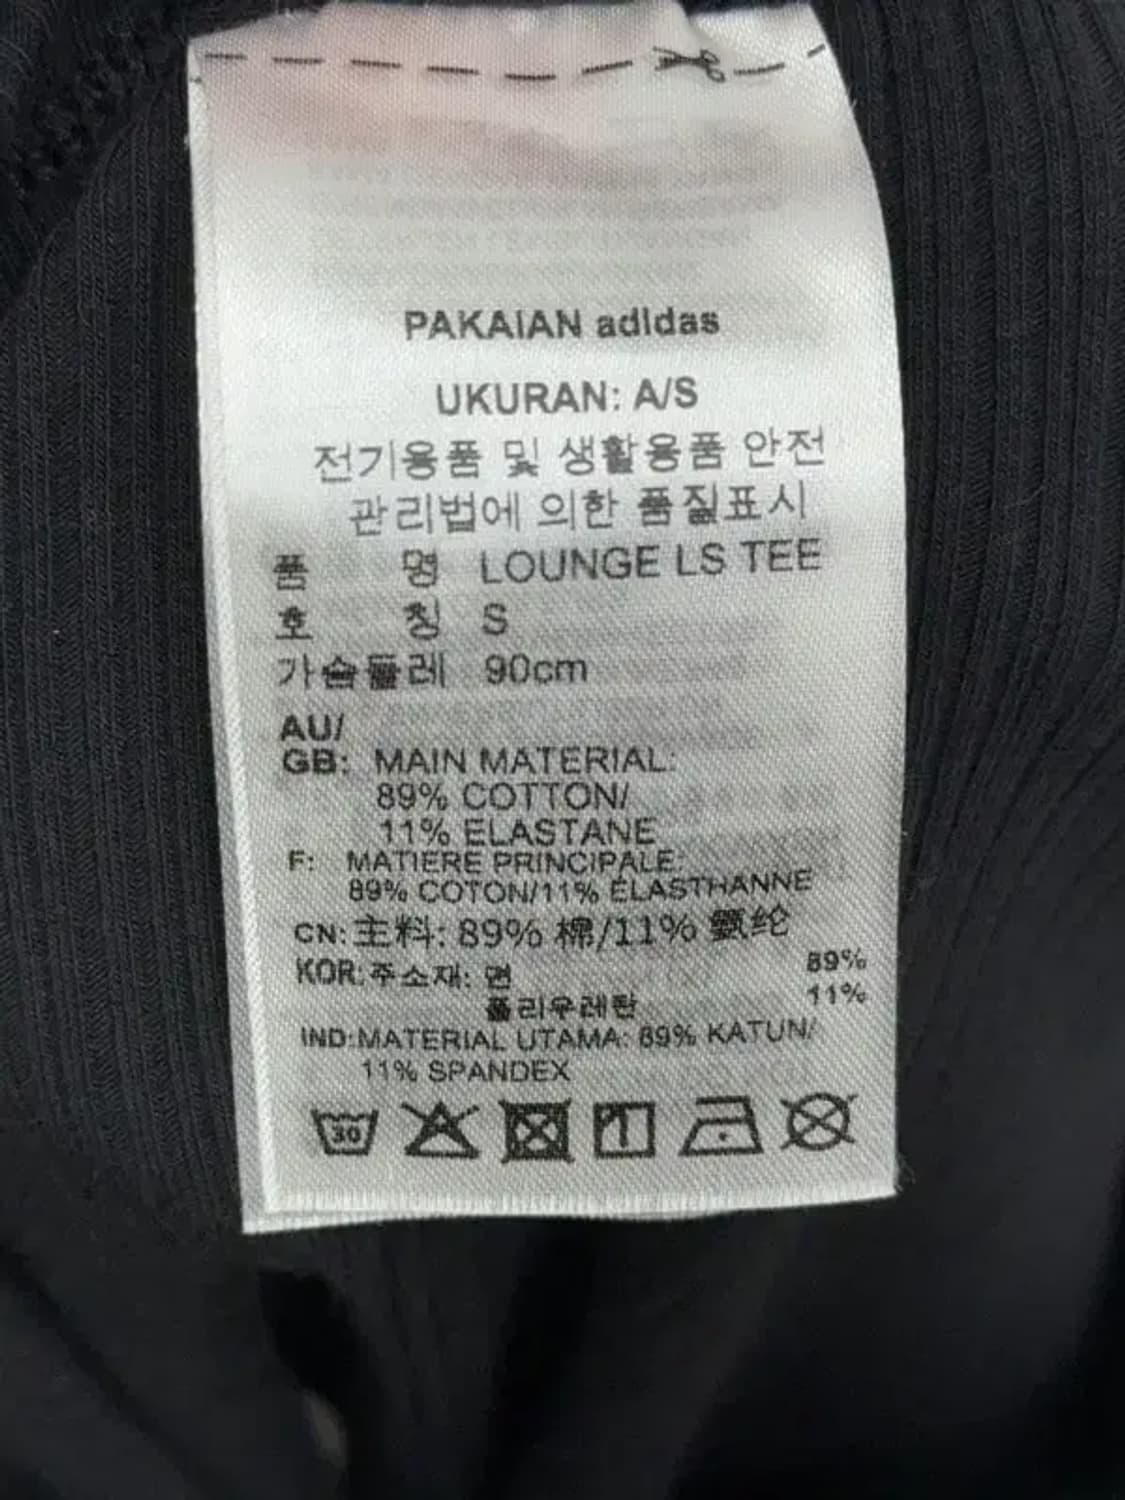 PAKAIAN adidas
UKURAN: A/S
전기용품 및 생활용품 안전
관리법에 의한 품질표시
품 명 LOUNGE LS TEE
호 칭 S
가슴둘레 90cm
AU/
GB: MAIN MATERIAL:
89% COTTON/
11% ELASTANE
F: MATIERE PRINCIPALE:
89% COTON/11% ÉLASTHANNE
CN: 主料: 89% 棉/11% 氨纶
KOR: 주소재: 면 89%
폴리우레탄 11%
IND: MATERIAL UTAMA: 89% KATUN/
11% SPANDEX
30